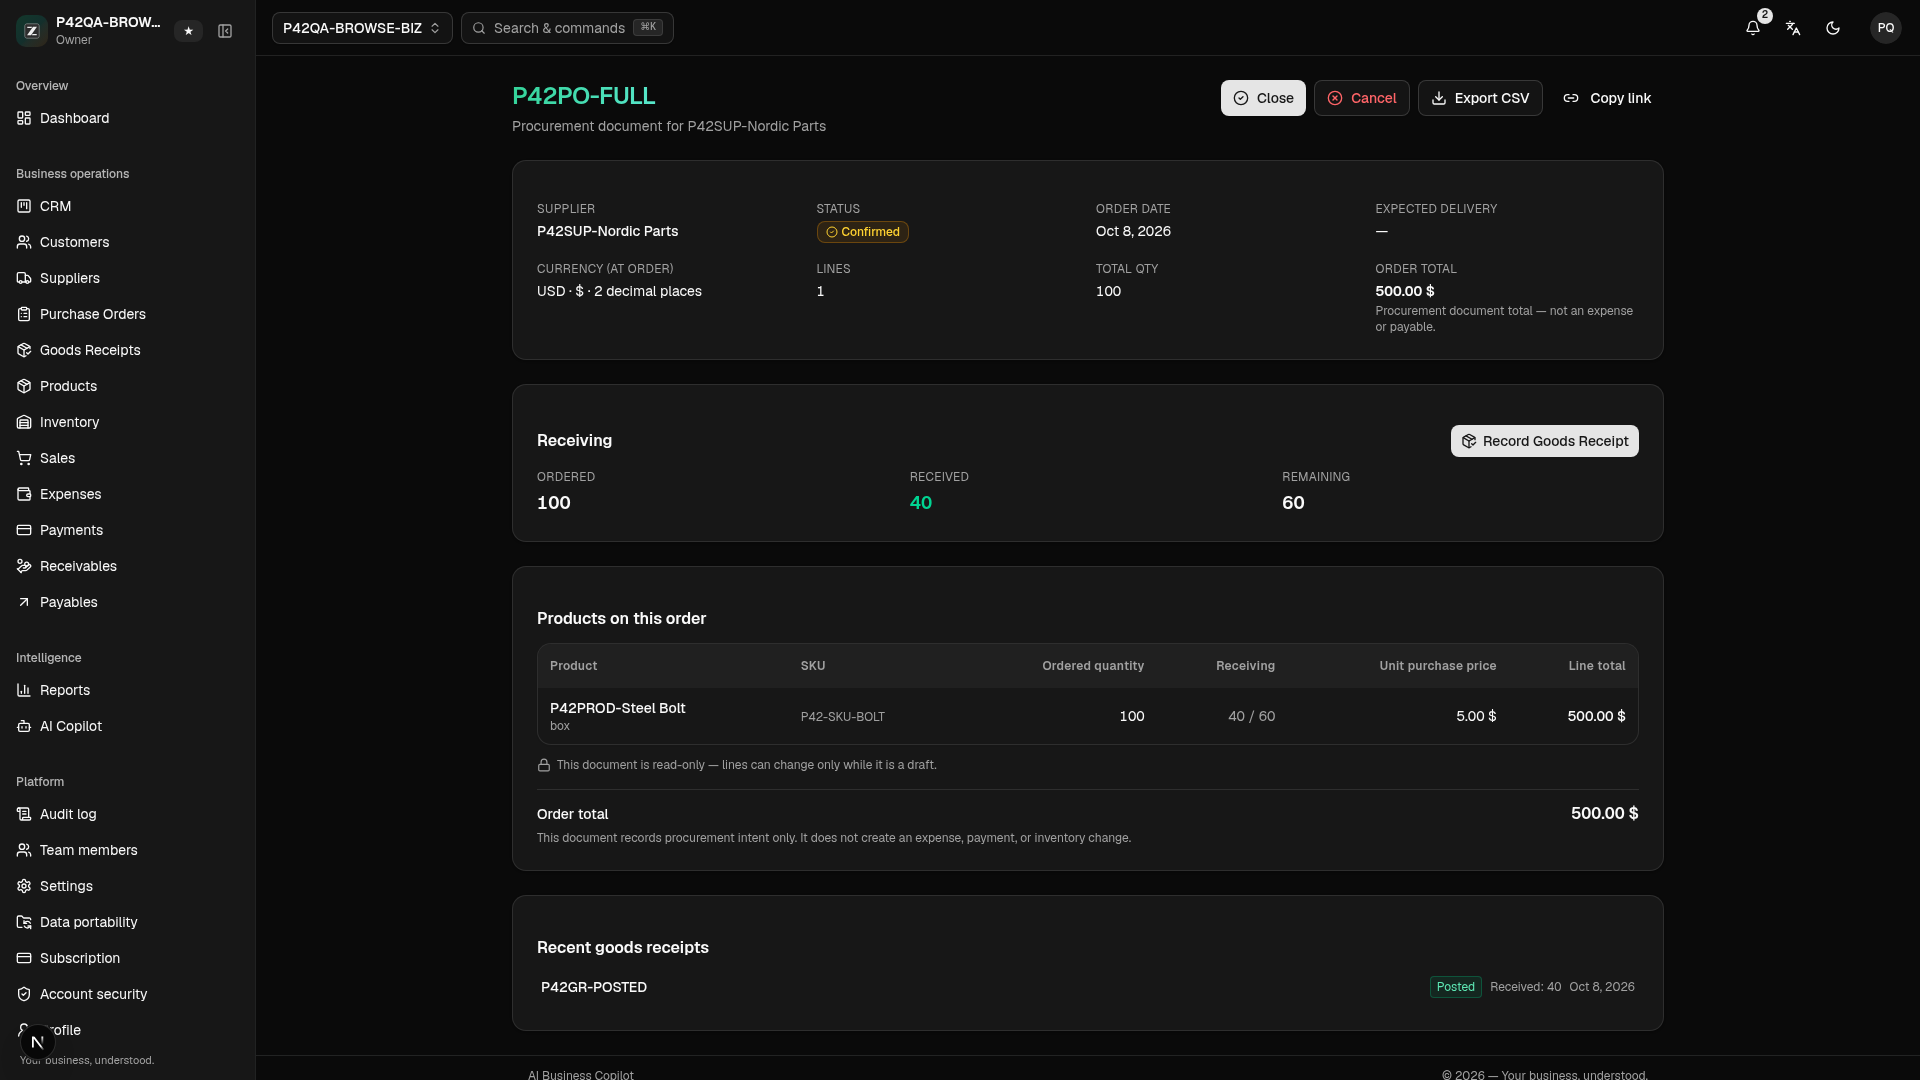 P42QA-BROW...
Owner
P42QA-BROWSE-BIZ
Search & commands
⌘K
2
PQ
Overview
Dashboard
Business operations
CRM
Customers
Suppliers
Purchase Orders
Goods Receipts
Products
Inventory
Sales
Expenses
Payments
Receivables
Payables
Intelligence
Reports
AI Copilot
Platform
Audit log
Team members
Settings
Data portability
Subscription
Account security
N
Your business, understood.
P42PO-FULL
Procurement document for P42SUP-Nordic Parts
Close
Cancel
Export CSV
Copy link
SUPPLIER
P42SUP-Nordic Parts
STATUS
Confirmed
ORDER DATE
Oct 8, 2026
EXPECTED DELIVERY
—
CURRENCY (AT ORDER)
USD · $ · 2 decimal places
LINES
1
TOTAL QTY
100
ORDER TOTAL
500.00 $
Procurement document total — not an expense
or payable.
Receiving
Record Goods Receipt
ORDERED
100
RECEIVED
40
REMAINING
60
Products on this order
Product SKU Ordered quantity Receiving Unit purchase price Line total
P42PROD-Steel Bolt
box
P42-SKU-BOLT 100 40 / 60 5.00 $ 500.00 $
This document is read-only — lines can change only while it is a draft.
Order total 500.00 $
This document records procurement intent only. It does not create an expense, payment, or inventory change.
Recent goods receipts
P42GR-POSTED Posted Received: 40 Oct 8, 2026
AI Business Copilot
© 2026 — Your business, understood.